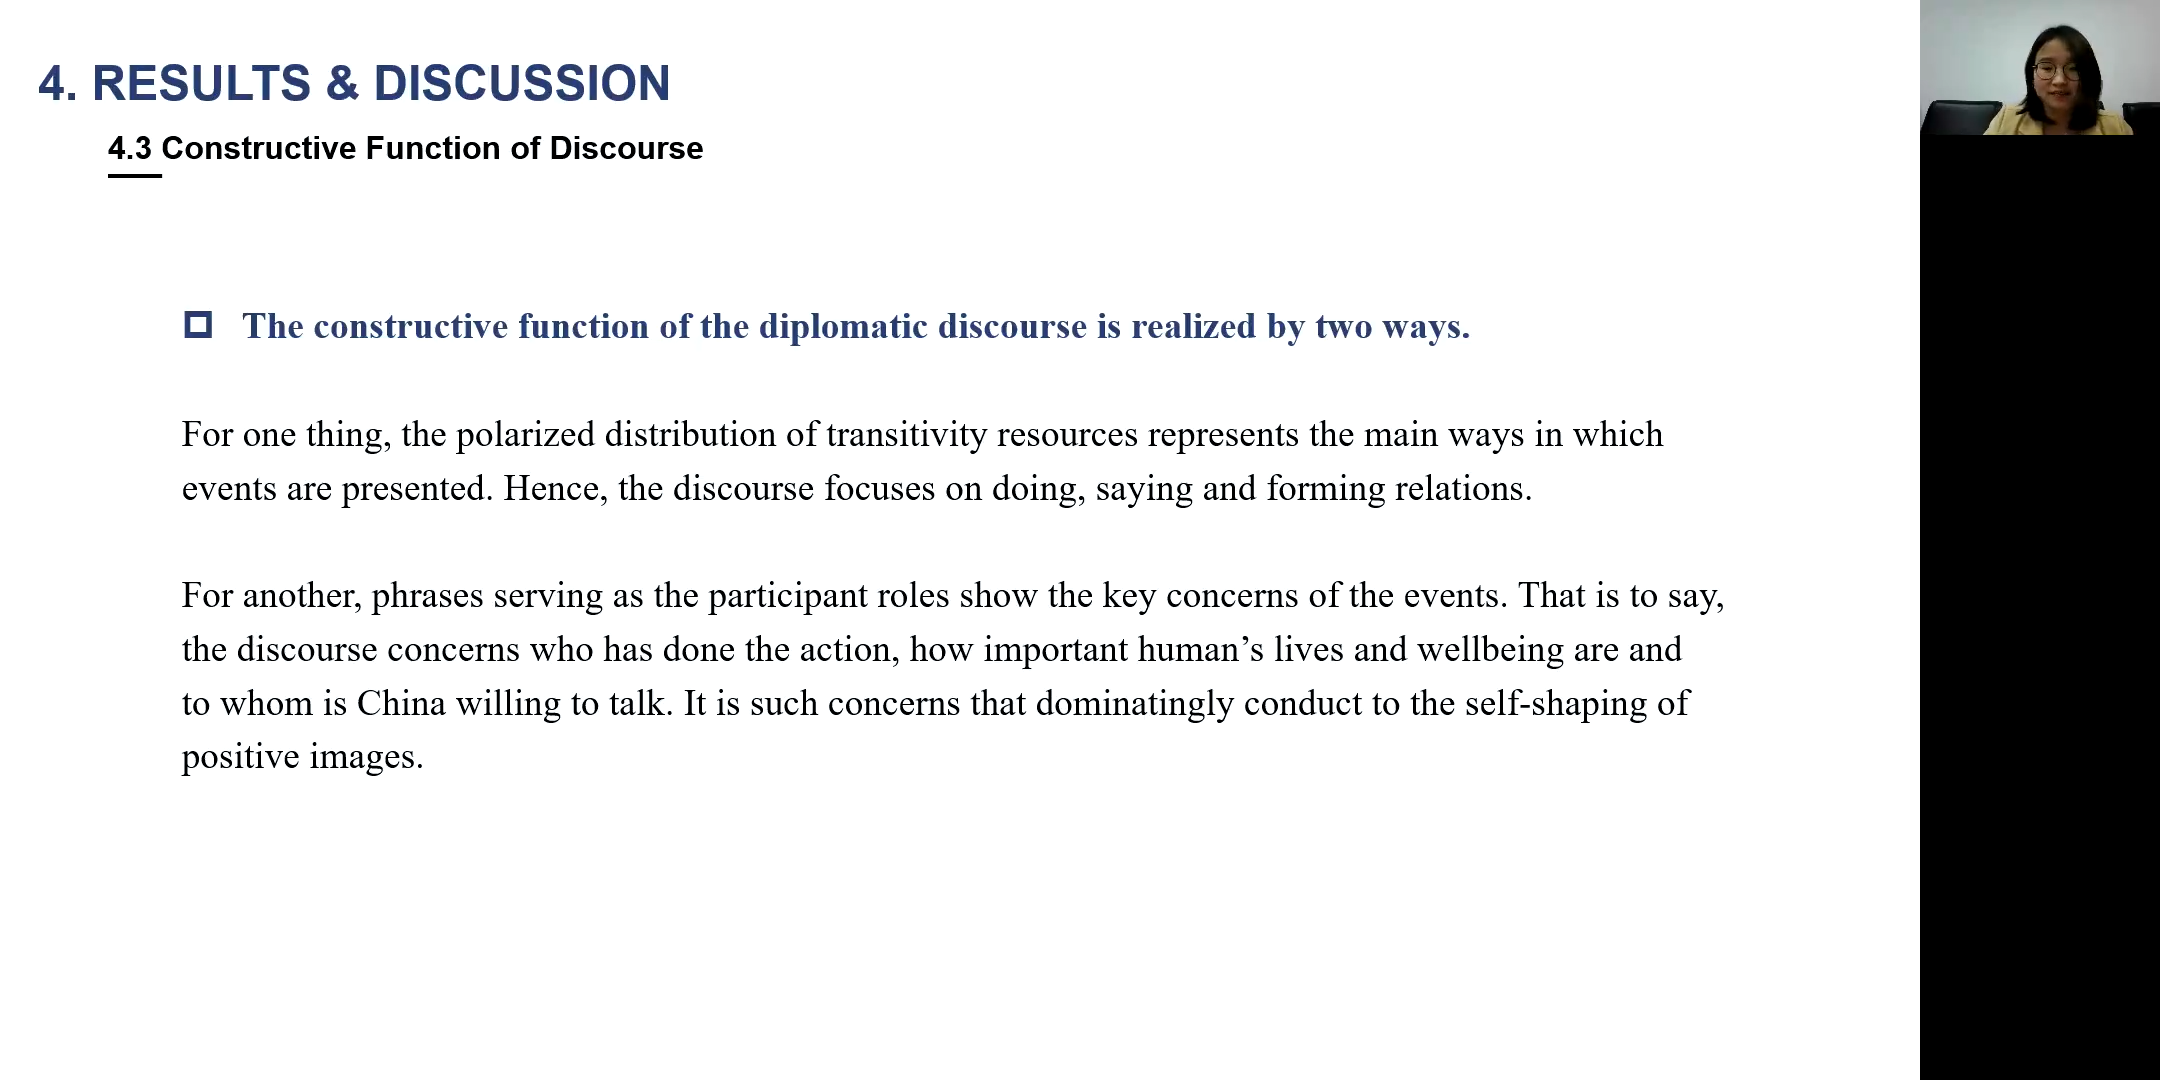 4. RESULTS & DISCUSSION
4.3 Constructive Function of Discourse
The constructive function of the diplomatic discourse is realized by two ways.
For one thing, the polarized distribution of transitivity resources represents the main ways in which
events are presented. Hence, the discourse focuses on doing, saying and forming relations.
For another, phrases serving as the participant roles show the key concerns of the events. That is to say,
the discourse concerns who has done the action, how important human’s lives and wellbeing are and
to whom is China willing to talk. It is such concerns that dominatingly conduct to the self-shaping of
positive images.